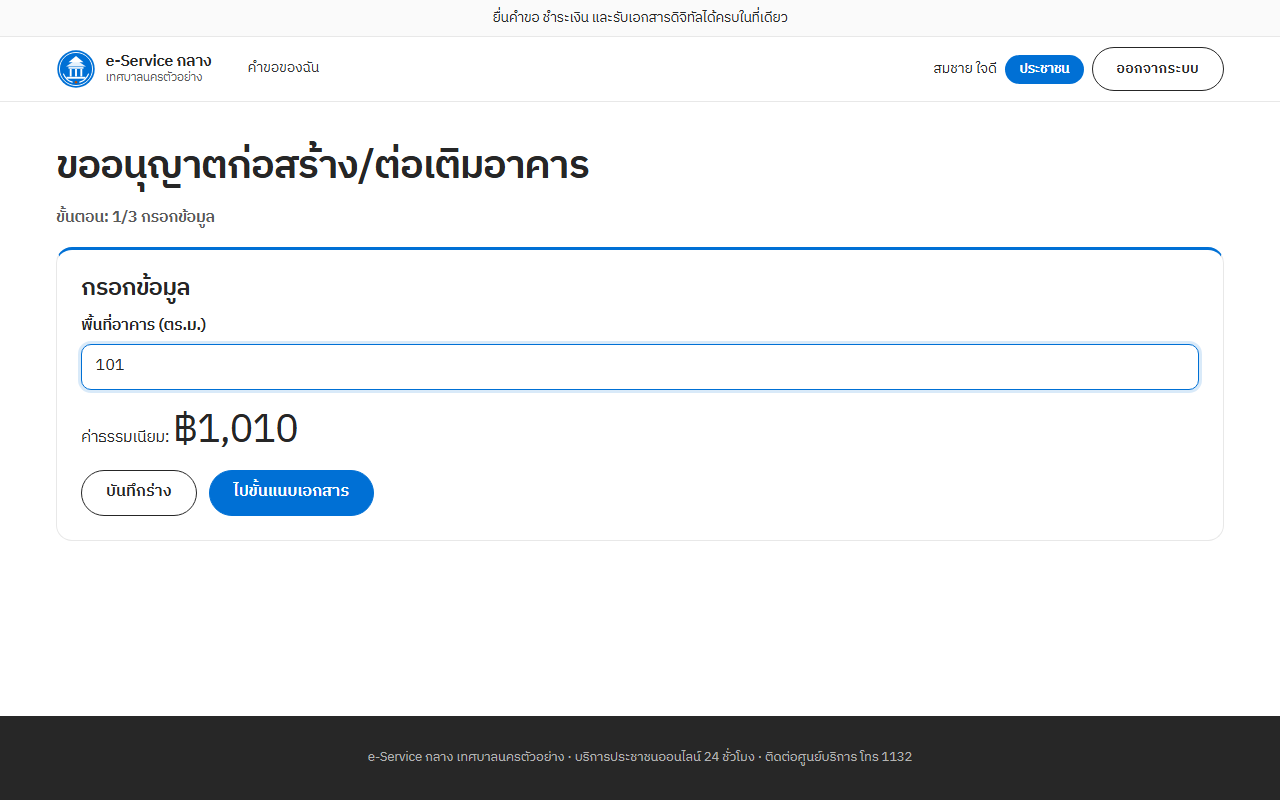 ยื่นคำขอ ชำระเงิน และรับเอกสารดิจิทัลได้ครบในที่เดียว
e-Service กลาง
เทศบาลนครตัวอย่าง
คำขอของฉัน
สมชาย ใจดี
ประชาชน
ออกจากระบบ
ขออนุญาตก่อสร้าง/ต่อเติมอาคาร
ขั้นตอน: 1/3 กรอกข้อมูล
กรอกข้อมูล
พื้นที่อาคาร (ตร.ม.)
101
ค่าธรรมเนียม: ฿1,010
บันทึกร่าง
ไปขั้นแนบเอกสาร
e-Service กลาง เทศบาลนครตัวอย่าง · บริการประชาชนออนไลน์ 24 ชั่วโมง · ติดต่อศูนย์บริการ โทร 1132